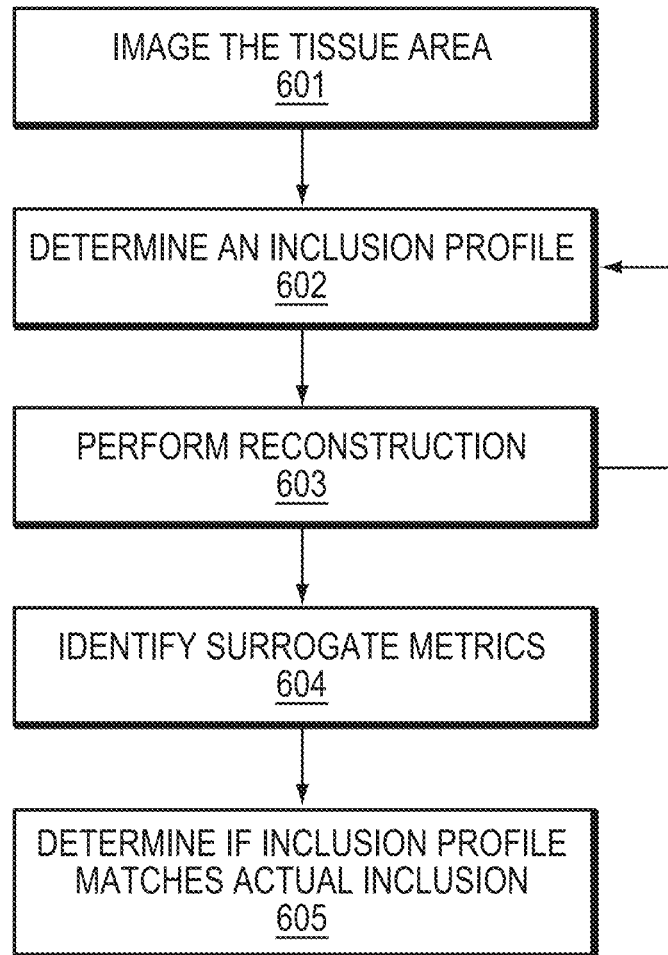 IMAGE THE TISSUE AREA
601
DETERMINE AN INCLUSION PROFILE
602
PERFORM RECONSTRUCTION
603
IDENTIFY SURROGATE METRICS
604
DETERMINE IF INCLUSION PROFILE
MATCHES ACTUAL INCLUSION
605